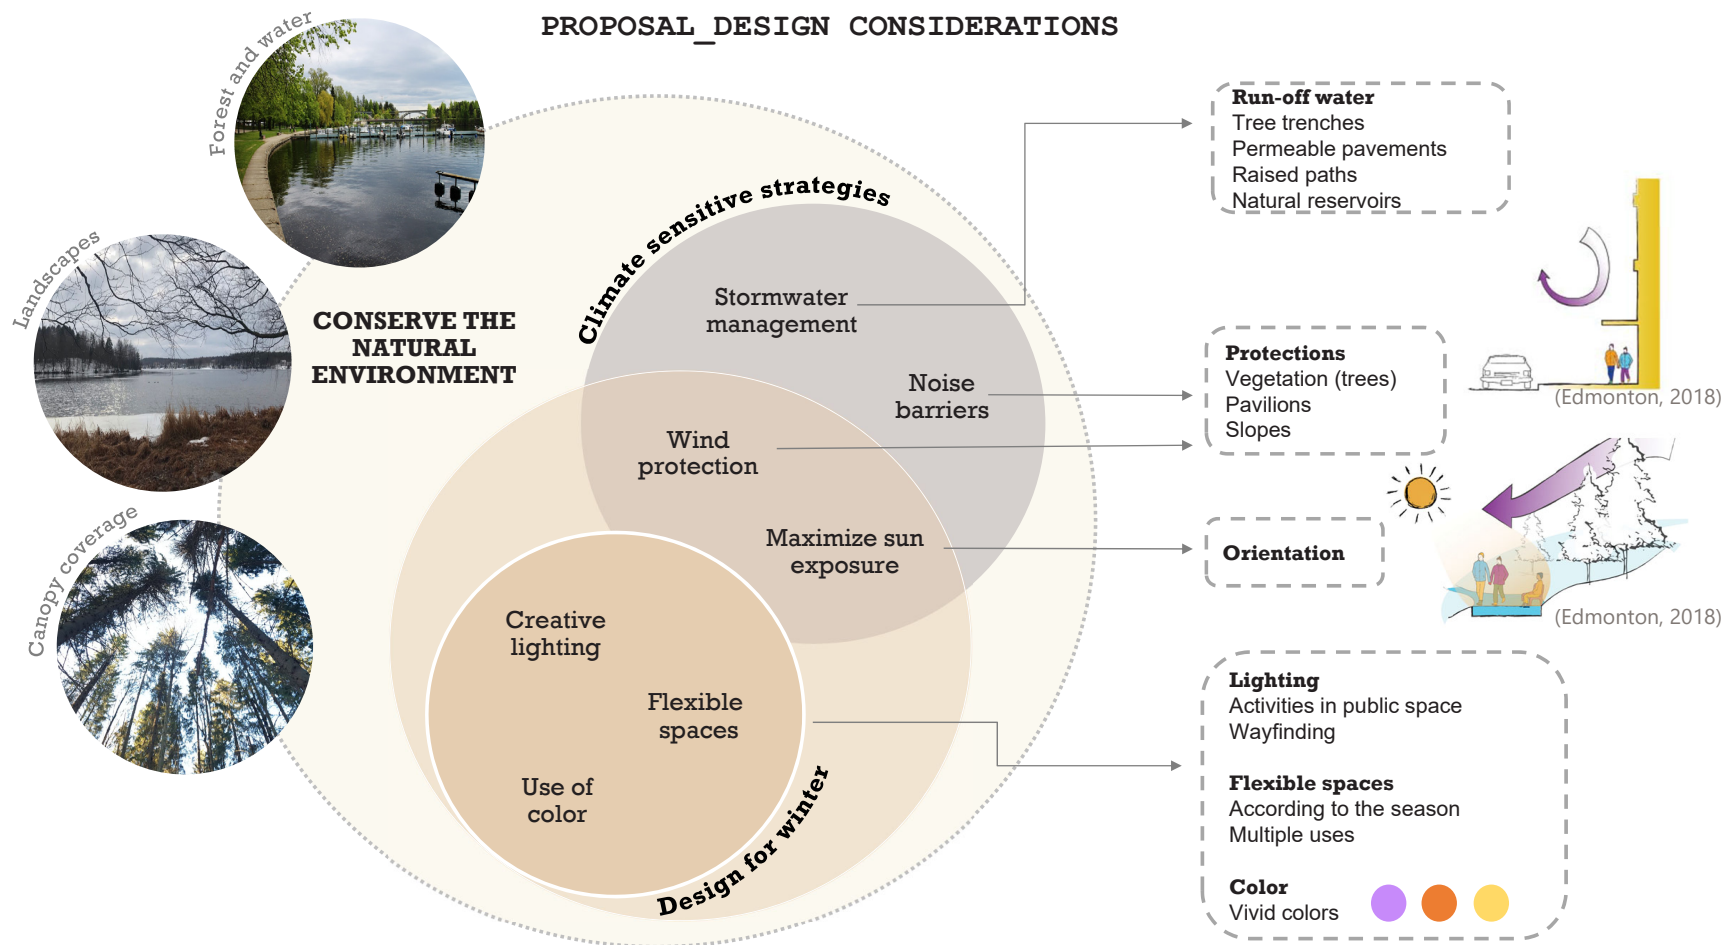 PROPOSAL_DESIGN CONSIDERATIONS
Forest and water
Landscapes
Canopy coverage
CONSERVE THE
NATURAL
ENVIRONMENT
Climate sensitive strategies
Stormwater
management
Noise
barriers
Wind
protection
Maximize sun
exposure
Creative
lighting
Flexible
spaces
Use of
color
Design for winter
Run-off water
Tree trenches
Permeable pavements
Raised paths
Natural reservoirs
Protections
Vegetation (trees)
Pavilions
Slopes
(Edmonton, 2018)
Orientation
(Edmonton, 2018)
Lighting
Activities in public space
Wayfinding
Flexible spaces
According to the season
Multiple uses
Color
Vivid colors